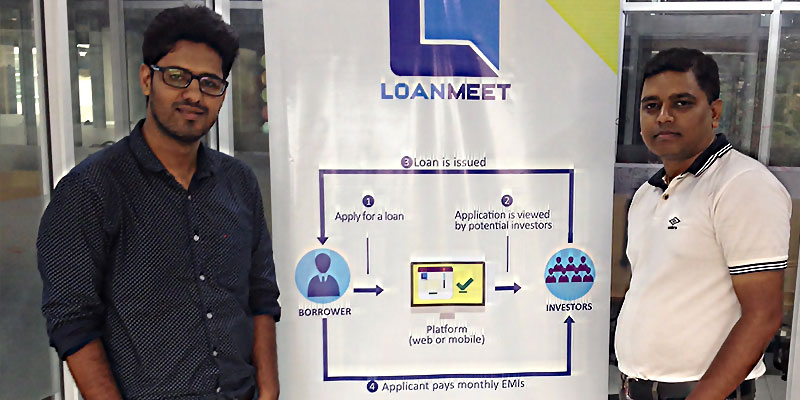 LOANMEET
3 Loan is issued
1
Apply for a loan
2
Application is viewed
by potential investors
BORROWER
INVESTORS
Platform
(web or mobile)
4 Applicant pays monthly EMIs